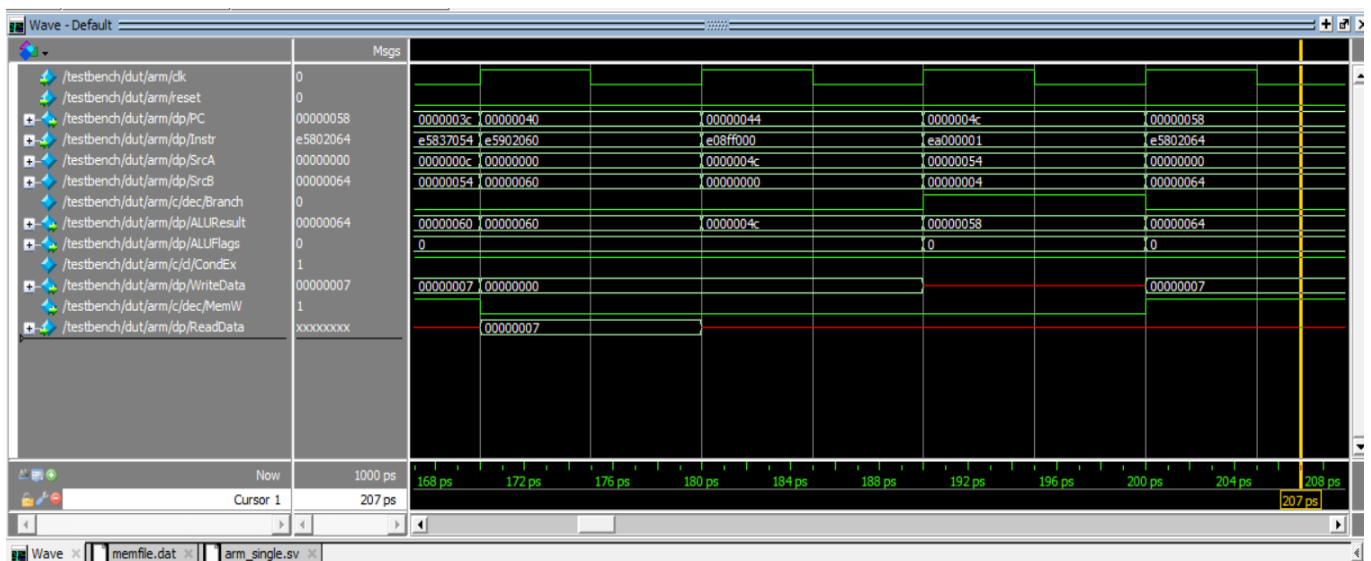 Wave - Default
Msgs
/testbench/dut/arm/clk 0
/testbench/dut/arm/reset 0
/testbench/dut/arm/dp/PC 00000058 0000003c 00000040 00000044 0000004c 00000058
/testbench/dut/arm/dp/Instr e5802064 e5837054 e5902060 e08ff000 ea000001 e5802064
/testbench/dut/arm/dp/SrcA 00000000 0000000c 00000000 0000004c 00000054 00000000
/testbench/dut/arm/dp/SrcB 00000064 00000054 00000060 00000000 00000004 00000064
/testbench/dut/arm/c/dec/Branch 0
/testbench/dut/arm/dp/ALUResult 00000064 00000060 00000060 0000004c 00000058 00000064
/testbench/dut/arm/dp/ALUFlags 0 0 0 0
/testbench/dut/arm/c/cl/CondEx 1
/testbench/dut/arm/dp/WriteData 00000007 00000007 00000000 00000007
/testbench/dut/arm/c/dec/MemW 1
/testbench/dut/arm/dp/ReadData xxxxxxxx 00000007
Now 1000 ps 168 ps 172 ps 176 ps 180 ps 184 ps 188 ps 192 ps 196 ps 200 ps 204 ps 208 ps
Cursor 1 207 ps 207 ps
Wave memfile.dat arm_single.sv